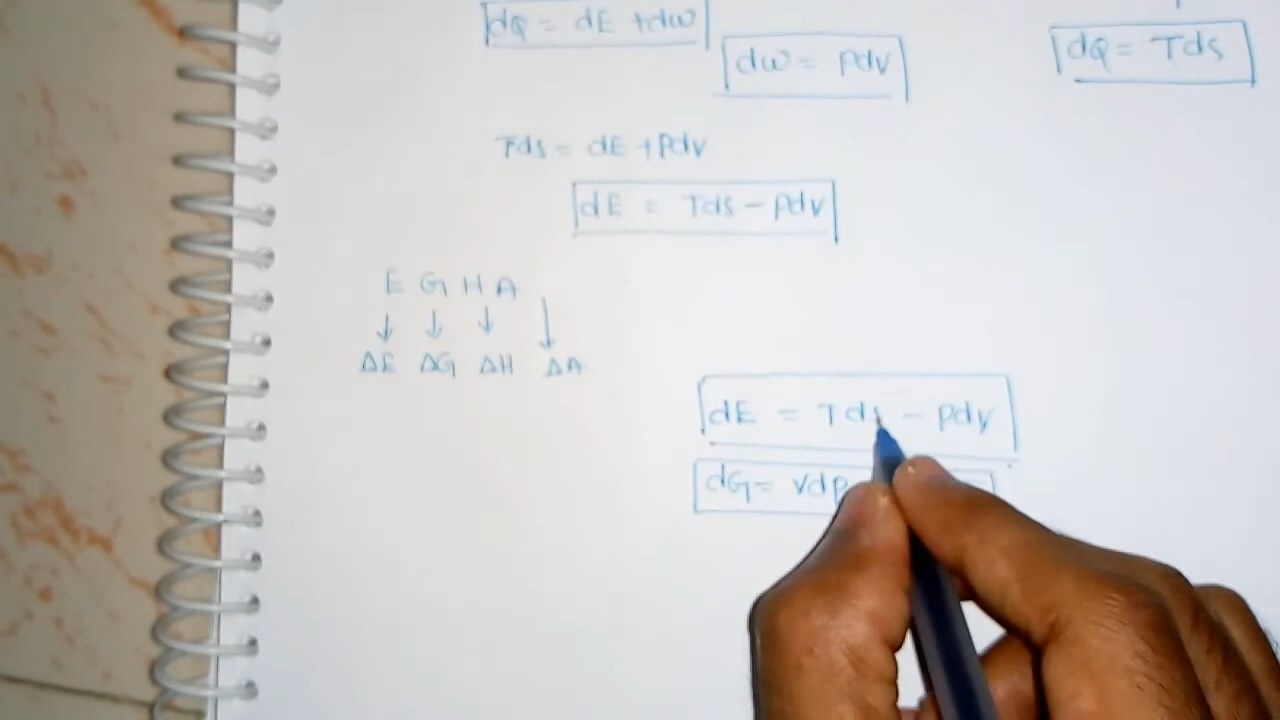 dQ = dE + dw
dw = Pdv
dQ = Tds
Tds = dE + Pdv
dE = Tds - Pdv
E G H A
↓ ↓ ↓ ↓
ΔE ΔG ΔH ΔA
dE = Tds - Pdv
dG = Vdp